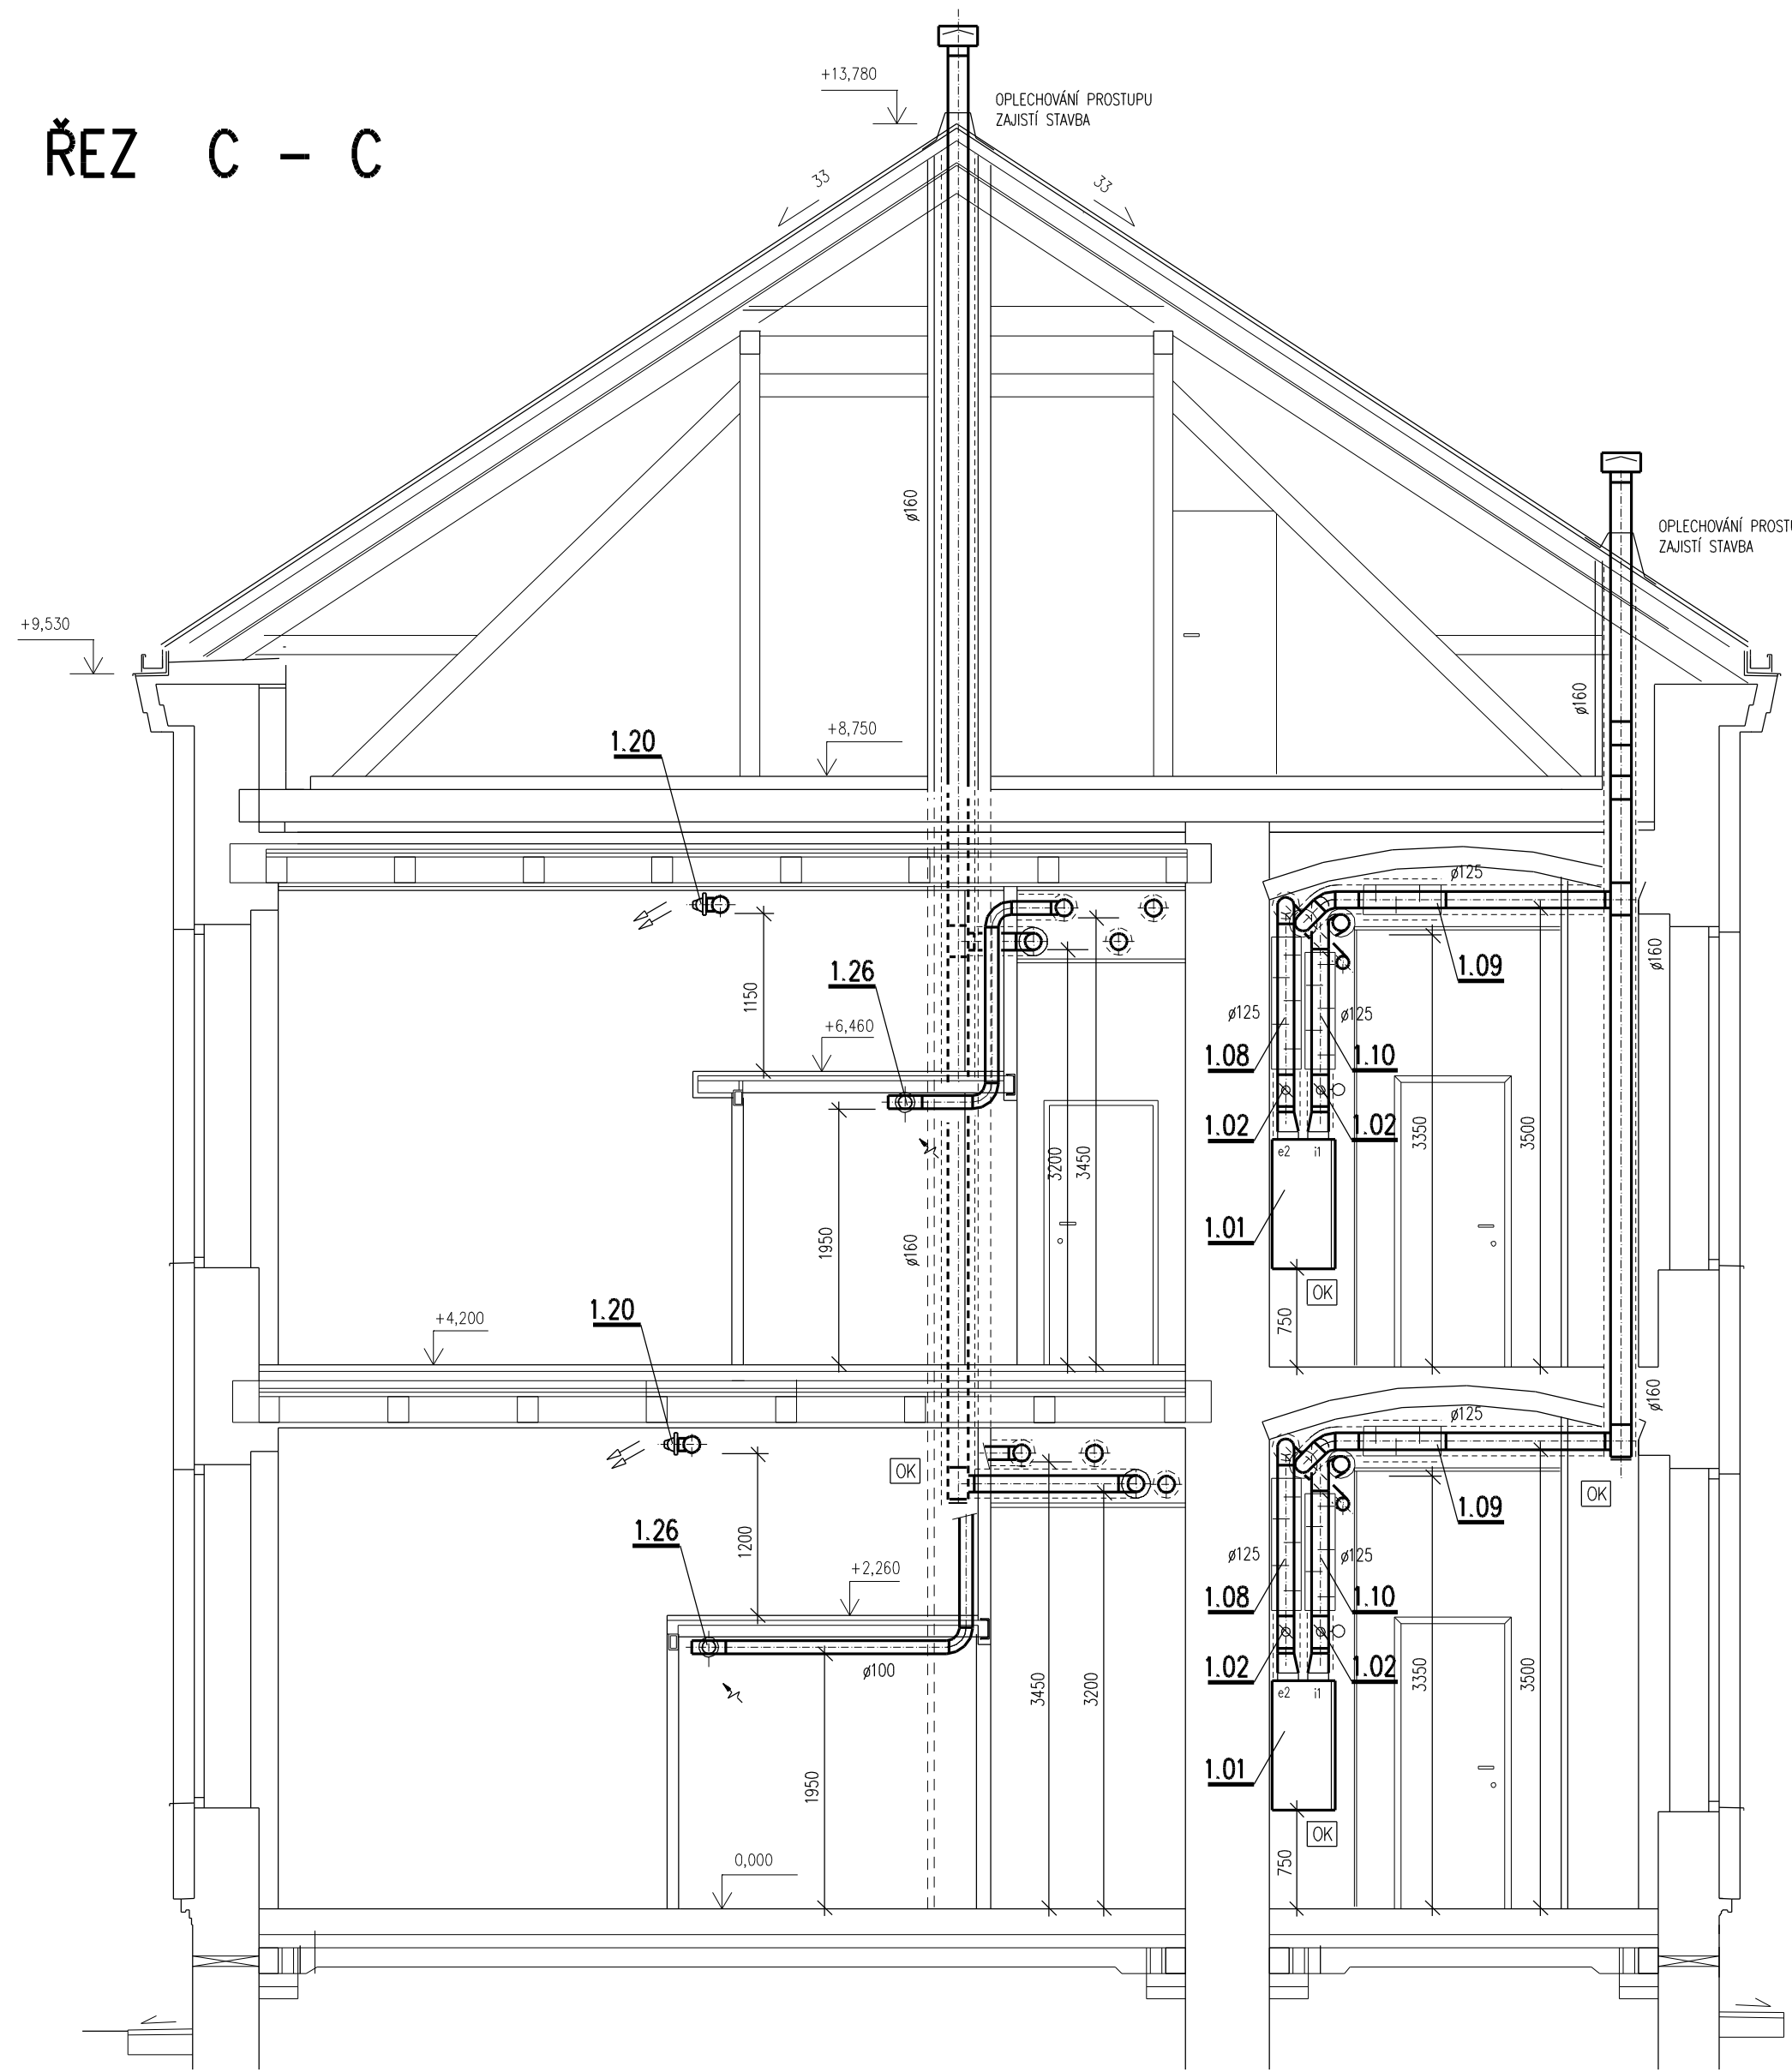 ŘEZ C – C
+13,780
OPLECHOVÁNÍ PROSTUPU
ZAJISTÍ STAVBA
33
33
ø160
OPLECHOVÁNÍ PROSTU
ZAJISTÍ STAVBA
+9,530
ø160
+8,750
1.20
ø125
1.26
1150
1.09
ø160
ø125
ø125
+6,460
1.08
1.10
1.02
1.02
3350
3500
3200
3450
e2
i1
1950
ø160
1.01
OK
750
1.20
+4,200
ø160
ø125
OK
OK
1.09
1.26
1200
ø125
ø125
+2,260
1.08
1.10
ø100
1.02
1.02
3350
3500
3450
3200
e2
i1
1950
1.01
OK
750
0,000